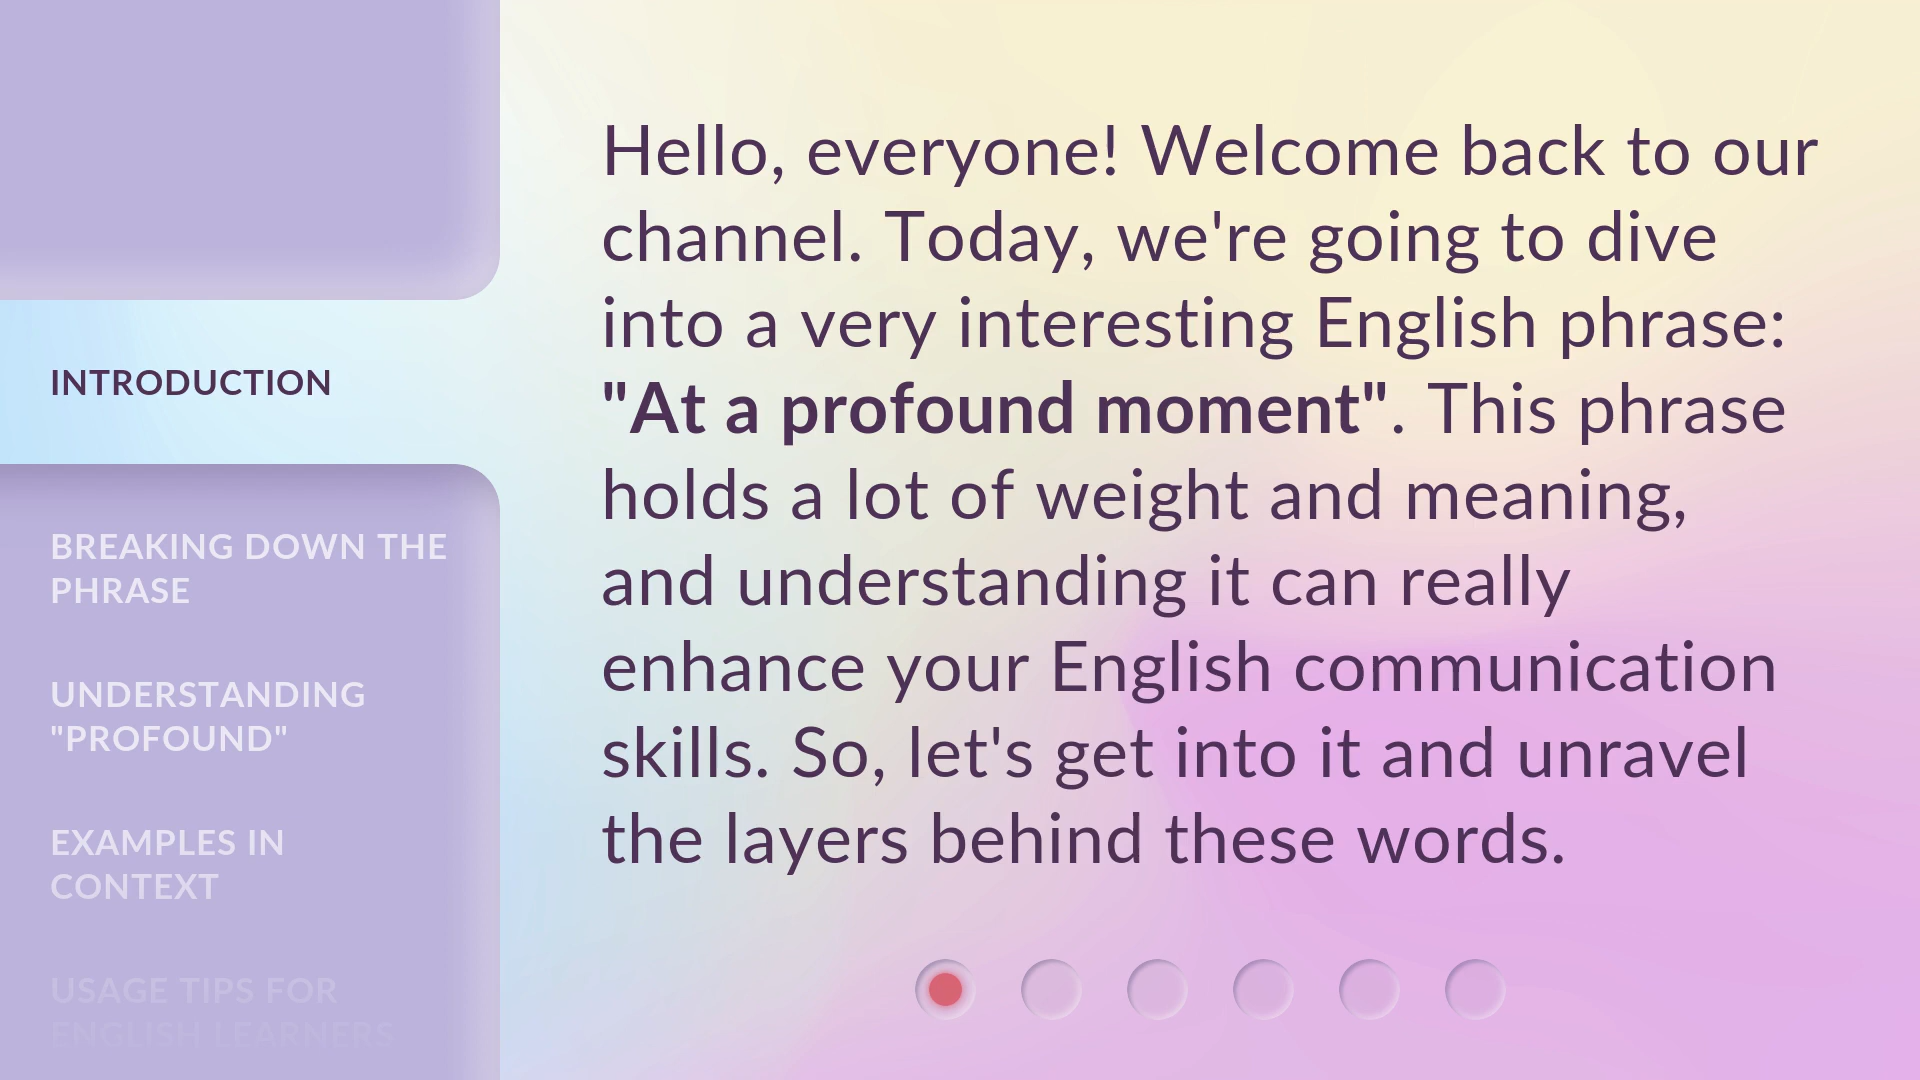 INTRODUCTION
BREAKING DOWN THE
PHRASE
UNDERSTANDING
"PROFOUND"
EXAMPLES IN
CONTEXT
USAGE TIPS FOR
ENGLISH LEARNERS
Hello, everyone! Welcome back to our
channel. Today, we're going to dive
into a very interesting English phrase:
"At a profound moment". This phrase
holds a lot of weight and meaning,
and understanding it can really
enhance your English communication
skills. So, let's get into it and unravel
the layers behind these words.